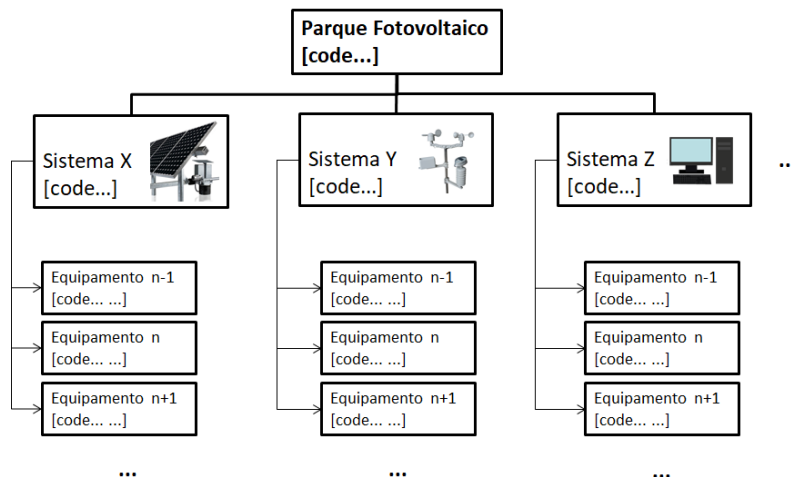 Parque Fotovoltaico
[code...]
Sistema X
[code...]
Sistema Y
[code...]
Sistema Z
[code...]
..
Equipamento n-1
[code... ...]
Equipamento n
[code... ...]
Equipamento n+1
[code... ...]
...
Equipamento n-1
[code... ...]
Equipamento n
[code... ...]
Equipamento n+1
[code... ...]
...
Equipamento n-1
[code... ...]
Equipamento n
[code... ...]
Equipamento n+1
[code... ...]
...